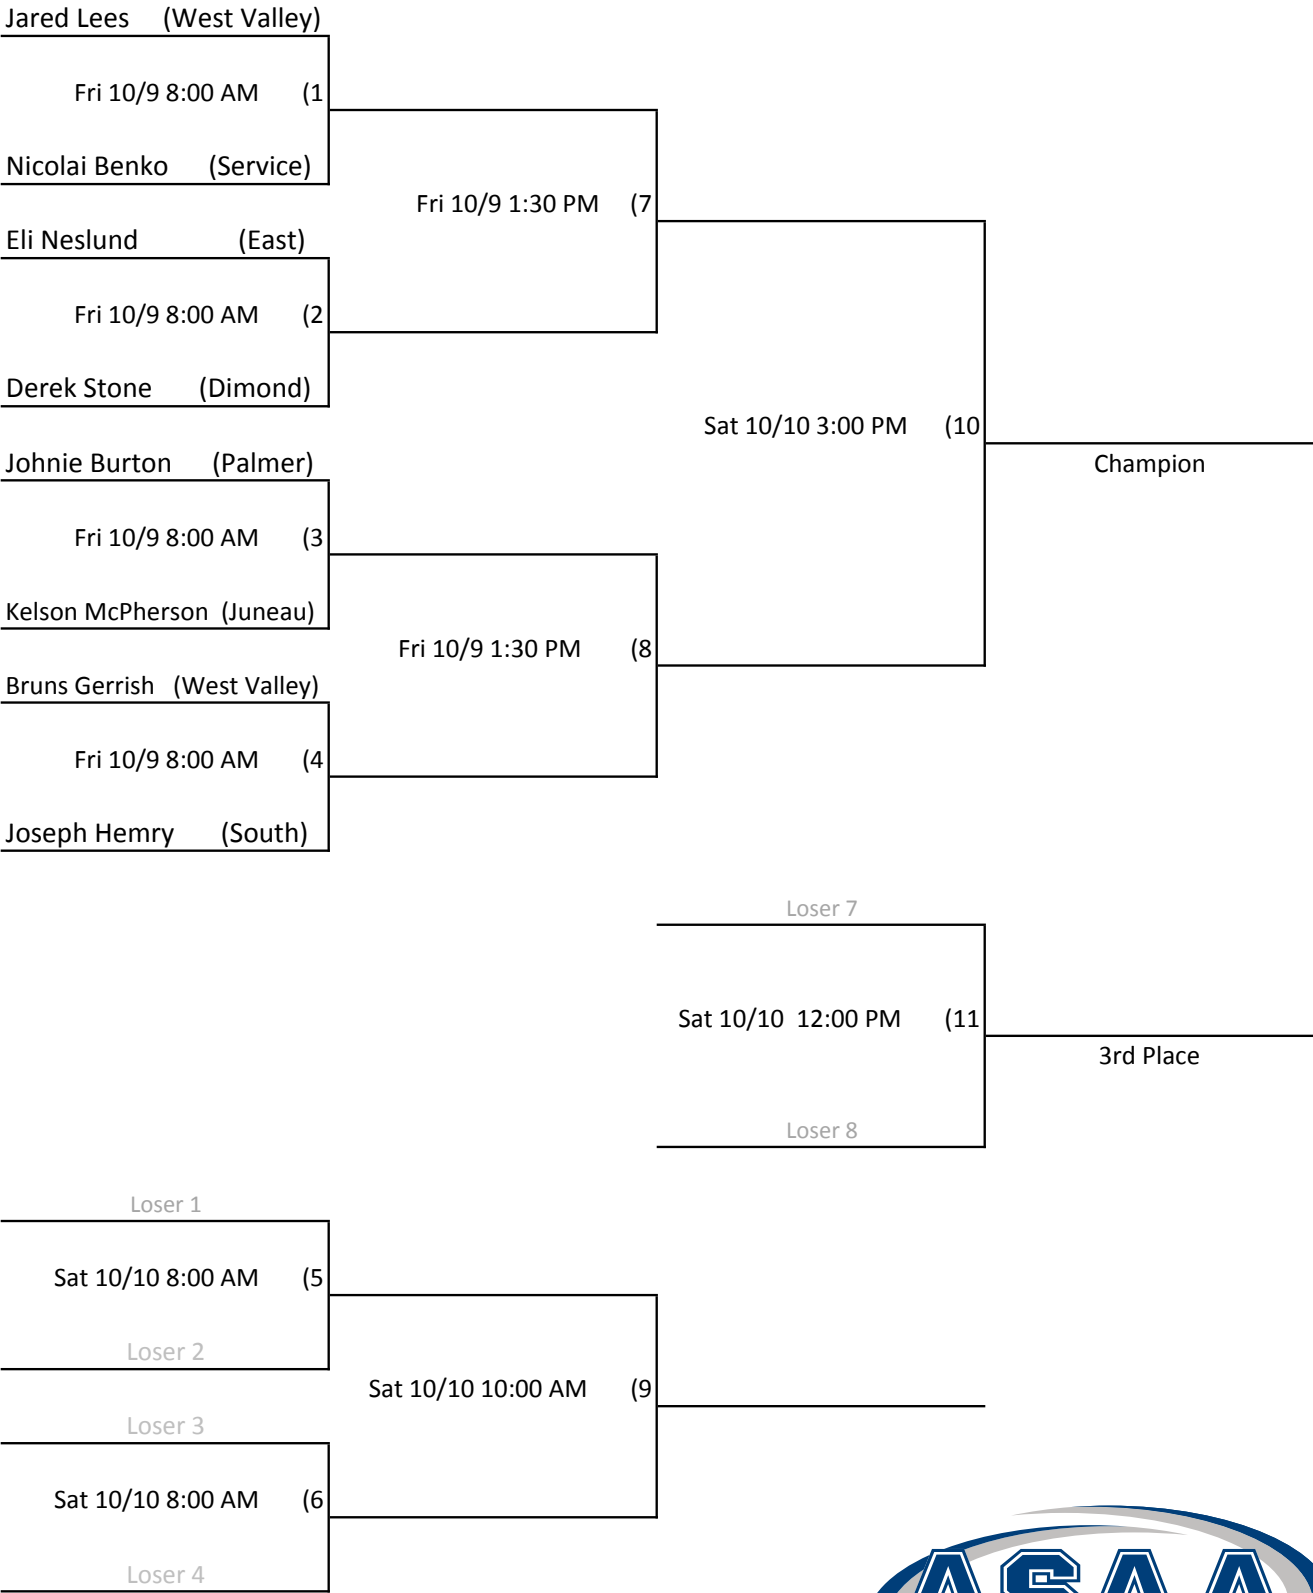 Jared Lees (West Valley)
Fri 10/9 8:00 AM (1
Nicolai Benko (Service)
Fri 10/9 1:30 PM (7
Eli Neslund (East)
Fri 10/9 8:00 AM (2
Derek Stone (Dimond)
Sat 10/10 3:00 PM (10
Champion
Johnie Burton (Palmer)
Fri 10/9 8:00 AM (3
Kelson McPherson (Juneau)
Fri 10/9 1:30 PM (8
Bruns Gerrish (West Valley)
Fri 10/9 8:00 AM (4
Joseph Hemry (South)
Loser 7
Sat 10/10 12:00 PM (11
3rd Place
Loser 8
Loser 1
Sat 10/10 8:00 AM (5
Loser 2
Sat 10/10 10:00 AM (9
Loser 3
Sat 10/10 8:00 AM (6
Loser 4
ASAA